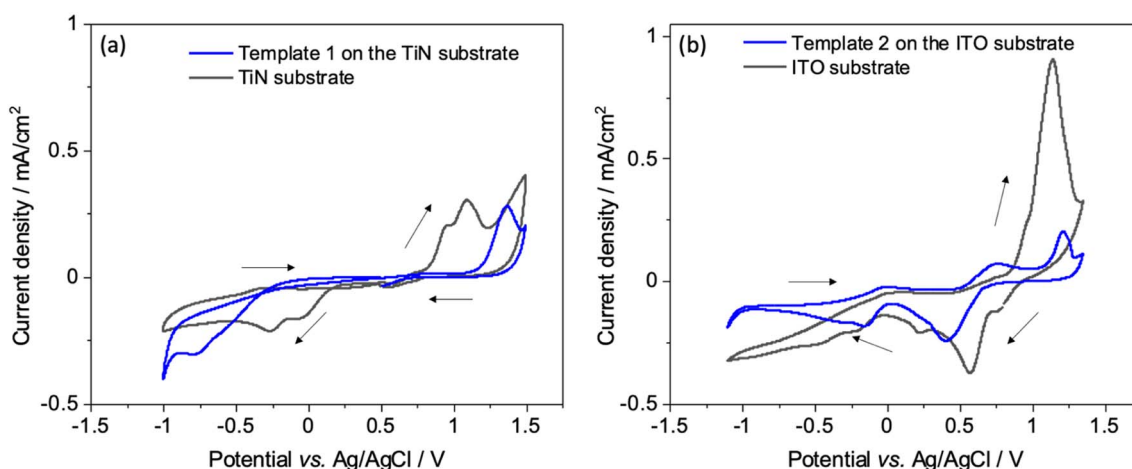 (a)
Template 1 on the TiN substrate
TiN substrate
1
0.5
0
-0.5
-1.5
-1
-0.5
0
0.5
1
1.5
Current density / mA/cm²
Potential vs. Ag/AgCl / V
(b)
Template 2 on the ITO substrate
ITO substrate
1
0.5
0
-0.5
-1.5
-1
-0.5
0
0.5
1
1.5
Current density / mA/cm²
Potential vs. Ag/AgCl / V